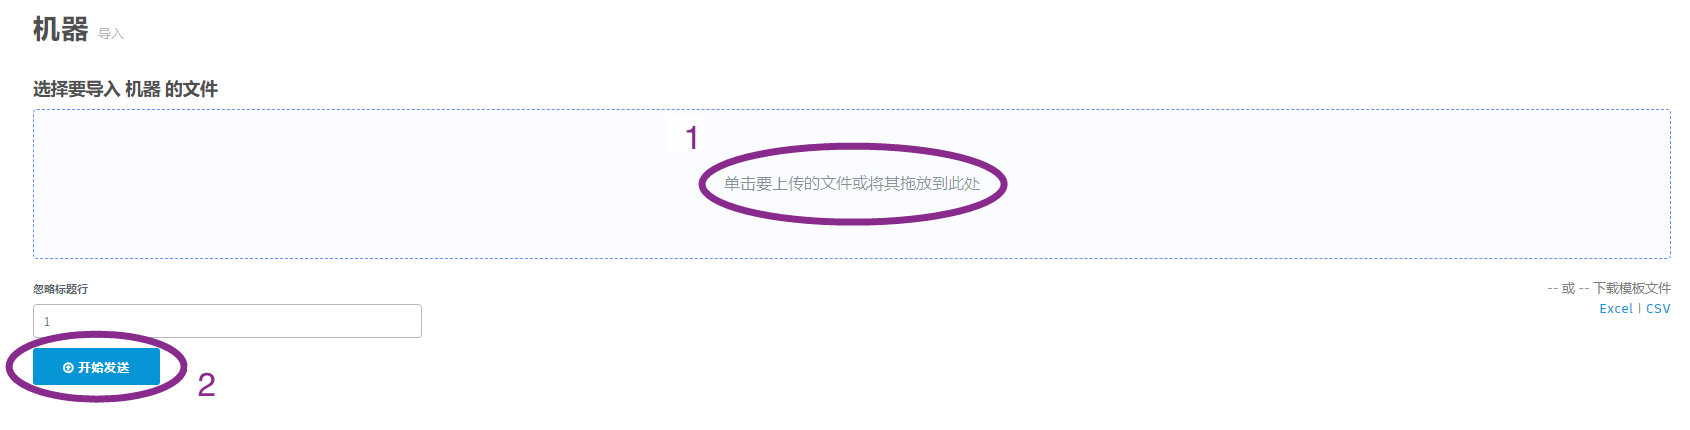 机器 导入
选择要导入 机器 的文件
1
单击要上传的文件或将其拖放到此处
忽略标题行
-- 或 -- 下载模板文件
1
Excel | CSV
开始发送
2